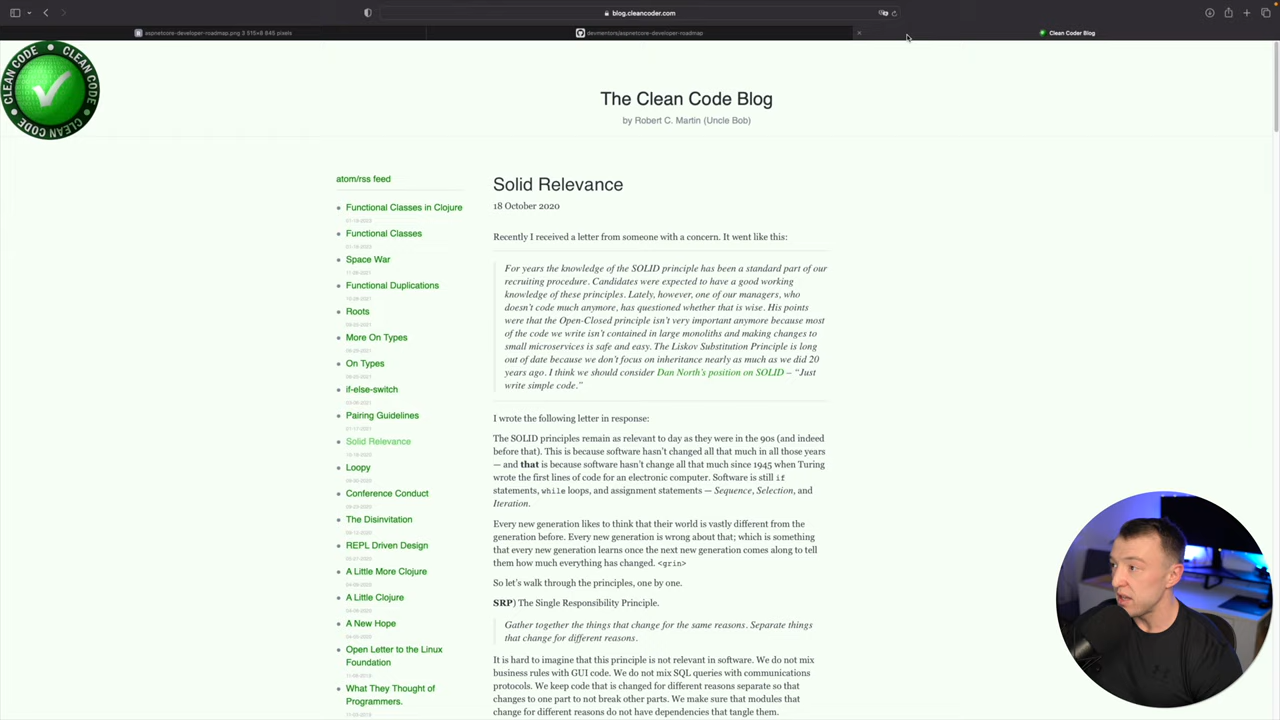 blog.cleancoder.com
aspnetcore-developer-roadmap.png 3 515×8 845 pixels
devmentors/aspnetcore-developer-roadmap
Clean Coder Blog
CLEAN CODE CLEAN CODE CLEAN CODE
The Clean Code Blog
by Robert C. Martin (Uncle Bob)
atom/rss feed
Functional Classes in Clojure
Functional Classes
Space War
Functional Duplications
Roots
More On Types
On Types
if-else-switch
Pairing Guidelines
Solid Relevance
Loopy
Conference Conduct
The Disinvitation
REPL Driven Design
A Little More Clojure
A Little Clojure
A New Hope
Open Letter to the Linux
Foundation
What They Thought of
Programmers.
Solid Relevance
18 October 2020
Recently I received a letter from someone with a concern. It went like this:
For years the knowledge of the SOLID principle has been a standard part of our
recruiting procedure. Candidates were expected to have a good working
knowledge of these principles. Lately, however, one of our managers, who
doesn't code much anymore, has questioned whether that is wise. His points
were that the Open-Closed principle isn't very important anymore because most
of the code we write isn't contained in large monoliths and making changes to
small microservices is safe and easy. The Liskov Substitution Principle is long
out of date because we don't focus on inheritance nearly as much as we did 20
years ago. I think we should consider Dan North's position on SOLID – “Just
write simple code.”
I wrote the following letter in response:
The SOLID principles remain as relevant to day as they were in the 90s (and indeed
before that). This is because software hasn't changed all that much in all those years
— and that is because software hasn't change all that much since 1945 when Turing
wrote the first lines of code for an electronic computer. Software is still if
statements, while loops, and assignment statements — Sequence, Selection, and
Iteration.
Every new generation likes to think that their world is vastly different from the
generation before. Every new generation is wrong about that; which is something
that every new generation learns once the next new generation comes along to tell
them how much everything has changed. <grin>
So let's walk through the principles, one by one.
SRP) The Single Responsibility Principle.
Gather together the things that change for the same reasons. Separate things
that change for different reasons.
It is hard to imagine that this principle is not relevant in software. We do not mix
business rules with GUI code. We do not mix SQL queries with communications
protocols. We keep code that is changed for different reasons separate so that
changes to one part to not break other parts. We make sure that modules that
change for different reasons do not have dependencies that tangle them.